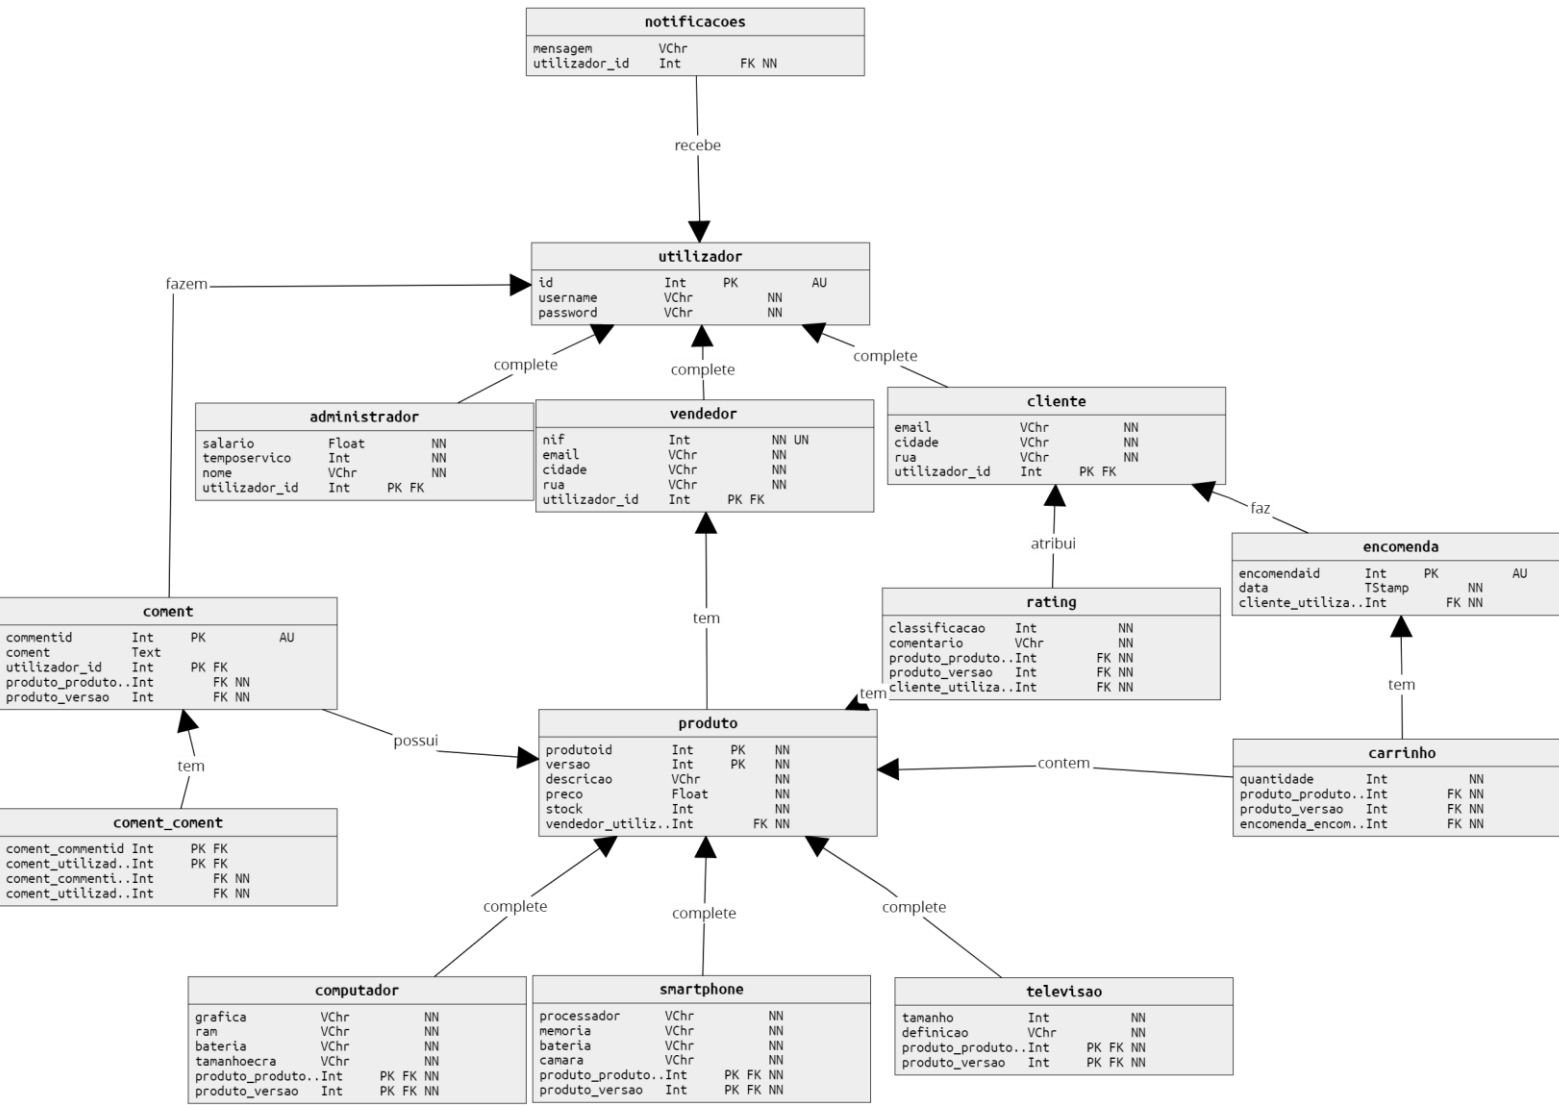 notificacoes
mensagem VChr
utilizador_id Int FK NN
recebe
utilizador
id Int PK AU
username VChr NN
password VChr NN
fazem
complete
complete
complete
administrador
salario Float NN
temposervico Int NN
nome VChr NN
utilizador_id Int PK FK
vendedor
nif Int NN UN
email VChr NN
cidade VChr NN
rua VChr NN
utilizador_id Int PK FK
cliente
email VChr NN
cidade VChr NN
rua VChr NN
utilizador_id Int PK FK
atribui
faz
encomenda
encomendaid Int PK AU
data TStamp NN
cliente_utiliza..Int FK NN
coment
commentid Int PK AU
coment Text
utilizador_id Int PK FK
produto_produto..Int FK NN
produto_versao Int FK NN
tem
rating
classificacao Int NN
comentario VChr NN
produto_produto..Int FK NN
produto_versao Int FK NN
cliente_utiliza..Int FK NN
tem
tem
possui
produto
produtoid Int PK NN
versao Int PK NN
descricao VChr NN
preco Float NN
stock Int NN
vendedor_utiliz..Int FK NN
contem
carrinho
quantidade Int NN
produto_produto..Int FK NN
produto_versao Int FK NN
encomenda_encom..Int FK NN
tem
coment_coment
coment_commentid Int PK FK
coment_utilizad..Int PK FK
coment_commenti..Int FK NN
coment_utilizad..Int FK NN
complete
complete
complete
computador
grafica VChr NN
ram VChr NN
bateria VChr NN
tamanhoecra VChr NN
produto_produto..Int PK FK NN
produto_versao Int PK FK NN
smartphone
processador VChr NN
memoria VChr NN
bateria VChr NN
camara VChr NN
produto_produto..Int PK FK NN
produto_versao Int PK FK NN
televisao
tamanho Int NN
definicao VChr NN
produto_produto..Int PK FK NN
produto_versao Int PK FK NN